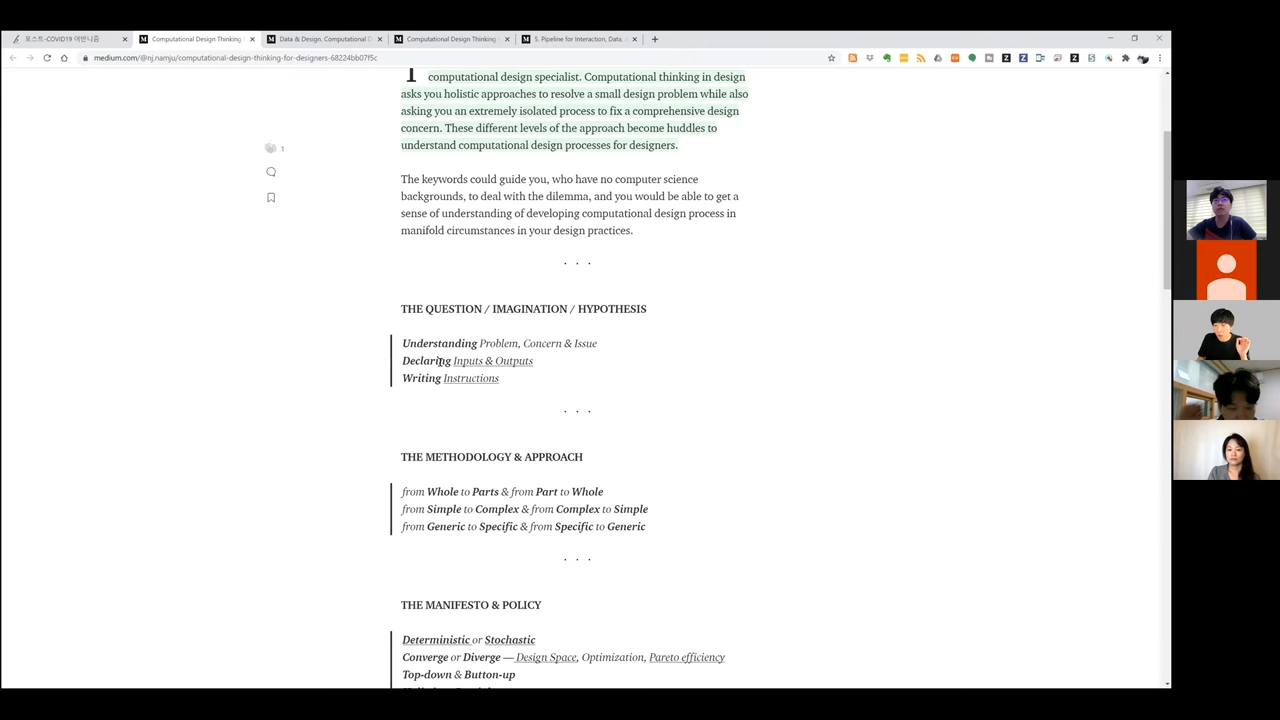 포스트-COVID19 어반니즘
Computational Design Thinking
Data & Design. Computational D
Computational Design Thinking
5. Pipeline for Interaction, Data,
medium.com/@nj.namju/computational-design-thinking-for-designers-68224bb07f5c
computational design specialist. Computational thinking in design
asks you holistic approaches to resolve a small design problem while also
asking you an extremely isolated process to fix a comprehensive design
concern. These different levels of the approach become huddles to
understand computational design processes for designers.
1
The keywords could guide you, who have no computer science
backgrounds, to deal with the dilemma, and you would be able to get a
sense of understanding of developing computational design process in
manifold circumstances in your design practices.
. . .
THE QUESTION / IMAGINATION / HYPOTHESIS
Understanding Problem, Concern & Issue
Declaring Inputs & Outputs
Writing Instructions
. . .
THE METHODOLOGY & APPROACH
from Whole to Parts & from Part to Whole
from Simple to Complex & from Complex to Simple
from Generic to Specific & from Specific to Generic
. . .
THE MANIFESTO & POLICY
Deterministic or Stochastic
Converge or Diverge — Design Space, Optimization, Pareto efficiency
Top-down & Button-up